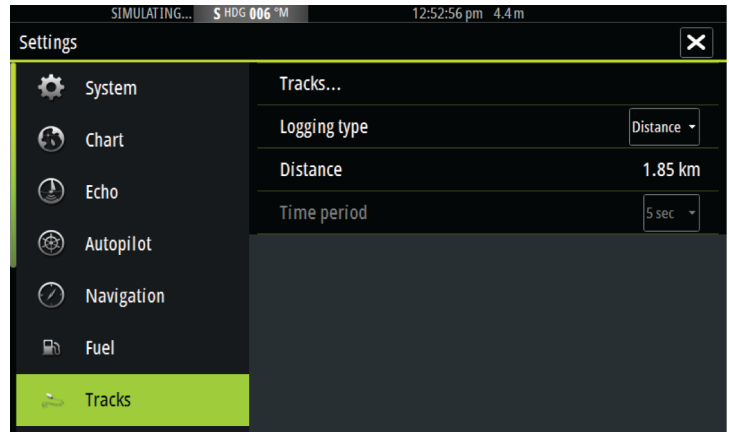 SIMULATING... S HDG 006 °M 12:52:56 pm 4.4 m
Settings
System
Chart
Echo
Autopilot
Navigation
Fuel
Tracks
Tracks...
Logging type Distance
Distance 1.85 km
Time period 5 sec